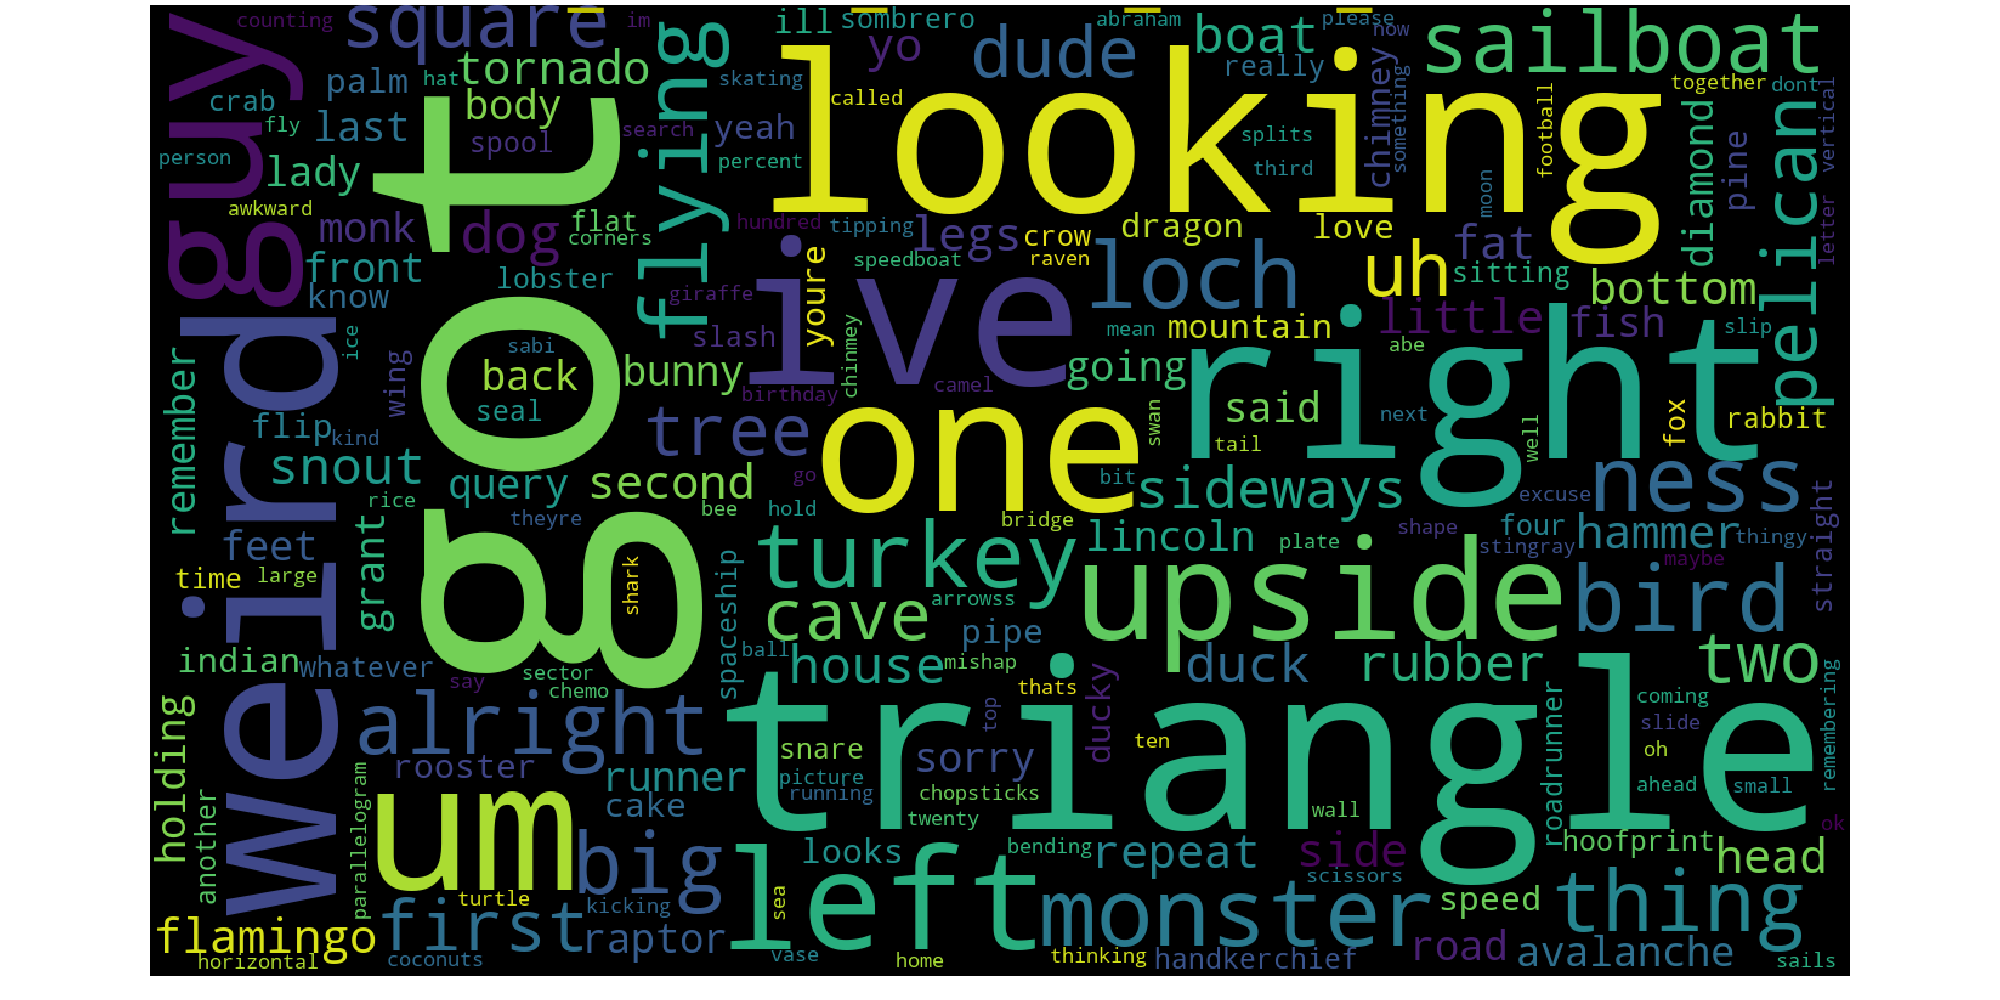 counting
square
im
ill
sombrero
abraham
please
now
guy
yo
dude
boat
really
sailboat
palm
hat
tornado
flying
skating
looking
chimney
together
dont
crab
body
called
something
football
vertical
fly
last
spool
search
yeah
splits
diamond
pine
pelican
person
lady
percent
third
moon
letter
awkward
monk
dog
flat
corners
hundred
tipping
legs
crow
raven
dragon
love
fat
sitting
front
know
lobster
giraffe
speedboat
loch
uh
bottom
got
ive
youre
slash
chinmey
mean
mountain
little
fish
slip
weird
remember
ice
wing
sabi
back
bunny
birthday
camel
going
abe
right
seal
flip
kind
tree
one
swan
said
tail
next
well
fox
rabbit
snout
query
second
go
bit
sideways
ness
excuse
rice
theyre
bee
hold
bridge
shape
four
hammer
thingy
feet
grant
turkey
lincoln
plate
stingray
maybe
straight
time
large
shark
spaceship
cave
arrowss
upside
bird
indian
whatever
say
sector
chemo
ball
house
pipe
mishap
thats
duck
rubber
two
holding
alright
triangle
top
ducky
roadrunner
coming
slide
remembering
rooster
runner
snare
sorry
ten
oh
another
parallelogram
um
cake
picture
running
chopsticks
twenty
wall
ahead
small
ok
big
left
looks
bending
repeat
side
scissors
hoofprint
head
turtle
kicking
sea
monster
speed
thing
flamingo
first
raptor
road
avalanche
horizontal
coconuts
vase
home
thinking
handkerchief
sails